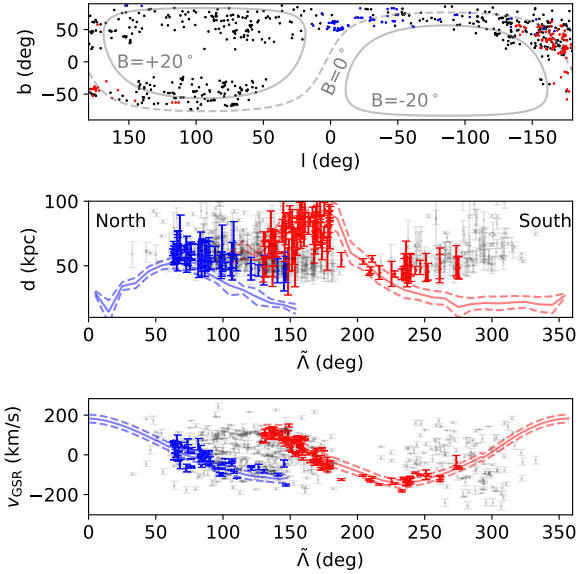 50
0
−50
b (deg)
B=+20°
B=0°
B=-20°
150
100
50
0
−50
−100
−150
l (deg)
100
50
d (kpc)
North
South
0
50
100
150
200
250
300
350
Λ̃ (deg)
200
0
−200
v_GSR (km/s)
0
50
100
150
200
250
300
350
Λ̃ (deg)